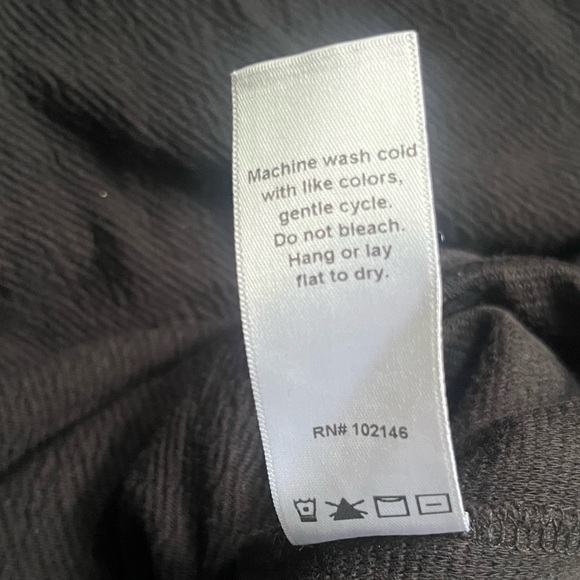 Machine wash cold
with like colors,
gentle cycle.
Do not bleach.
Hang or lay
flat to dry.
RN# 102146